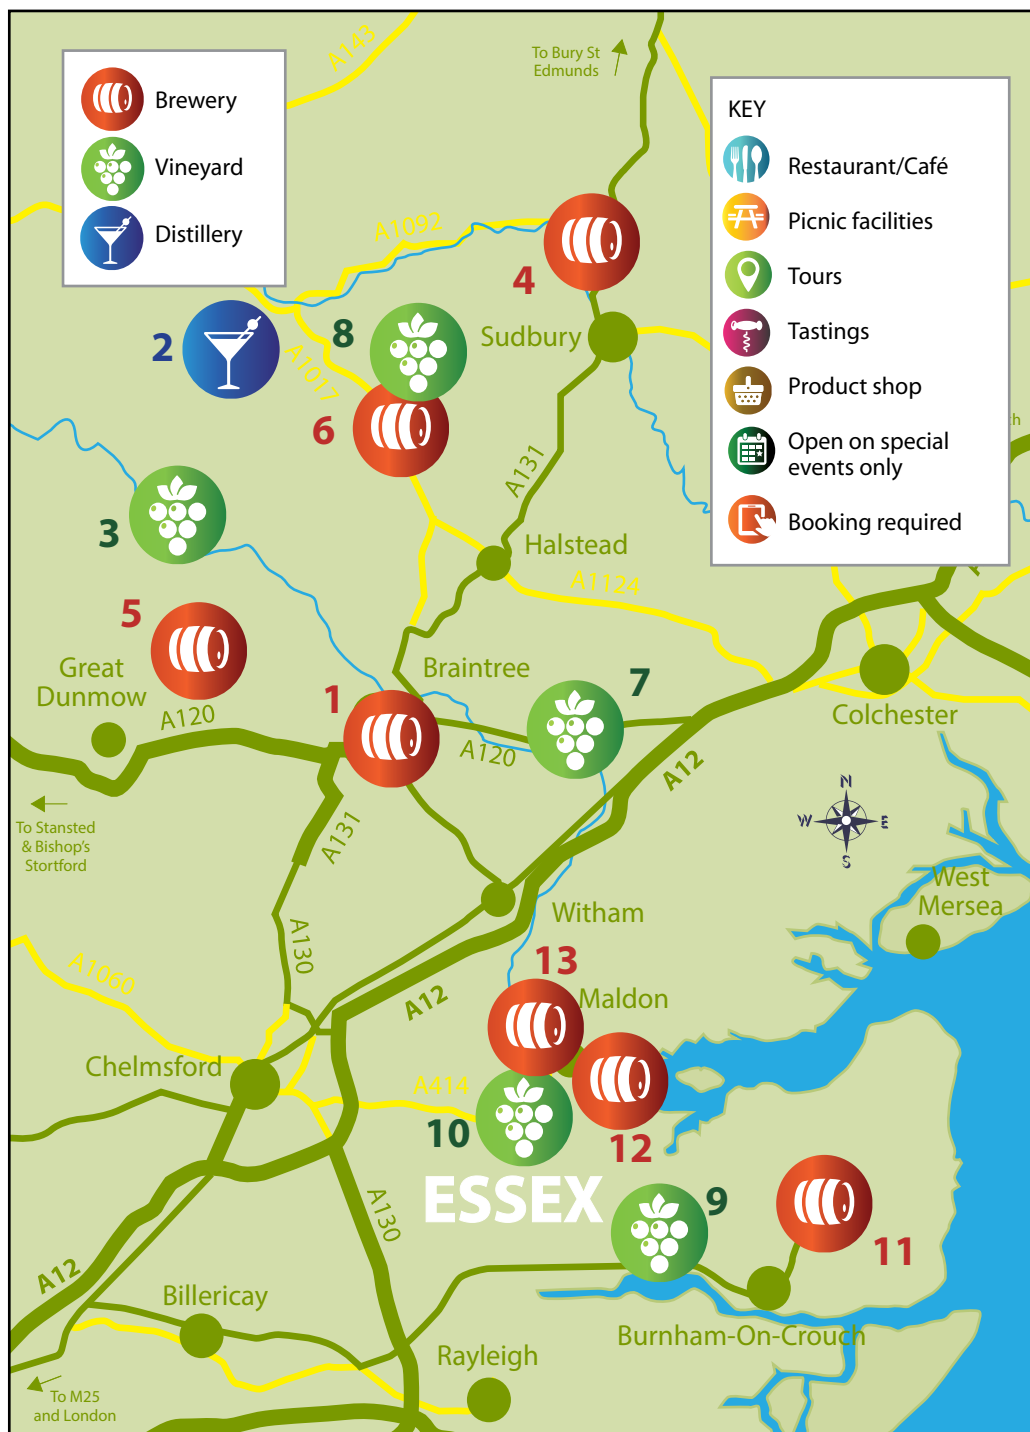 A143
To Bury St
Edmunds
Brewery
Vineyard
Distillery
KEY
Restaurant/Café
Picnic facilities
Tours
Tastings
Product shop
Open on special
events only
Booking required
A1092
4
2
8
Sudbury
A1017
6
A131
3
Halstead
A1124
5
Great
Dunmow
Braintree
7
1
A120
A120
Colchester
A12
N
W
E
S
To Stansted
& Bishop's
Stortford
A131
West
Mersea
Witham
A130
13
A1060
A12
Maldon
Chelmsford
A414
10
12
ESSEX
9
A130
11
A12
Billericay
Burnham-On-Crouch
Rayleigh
To M25
and London